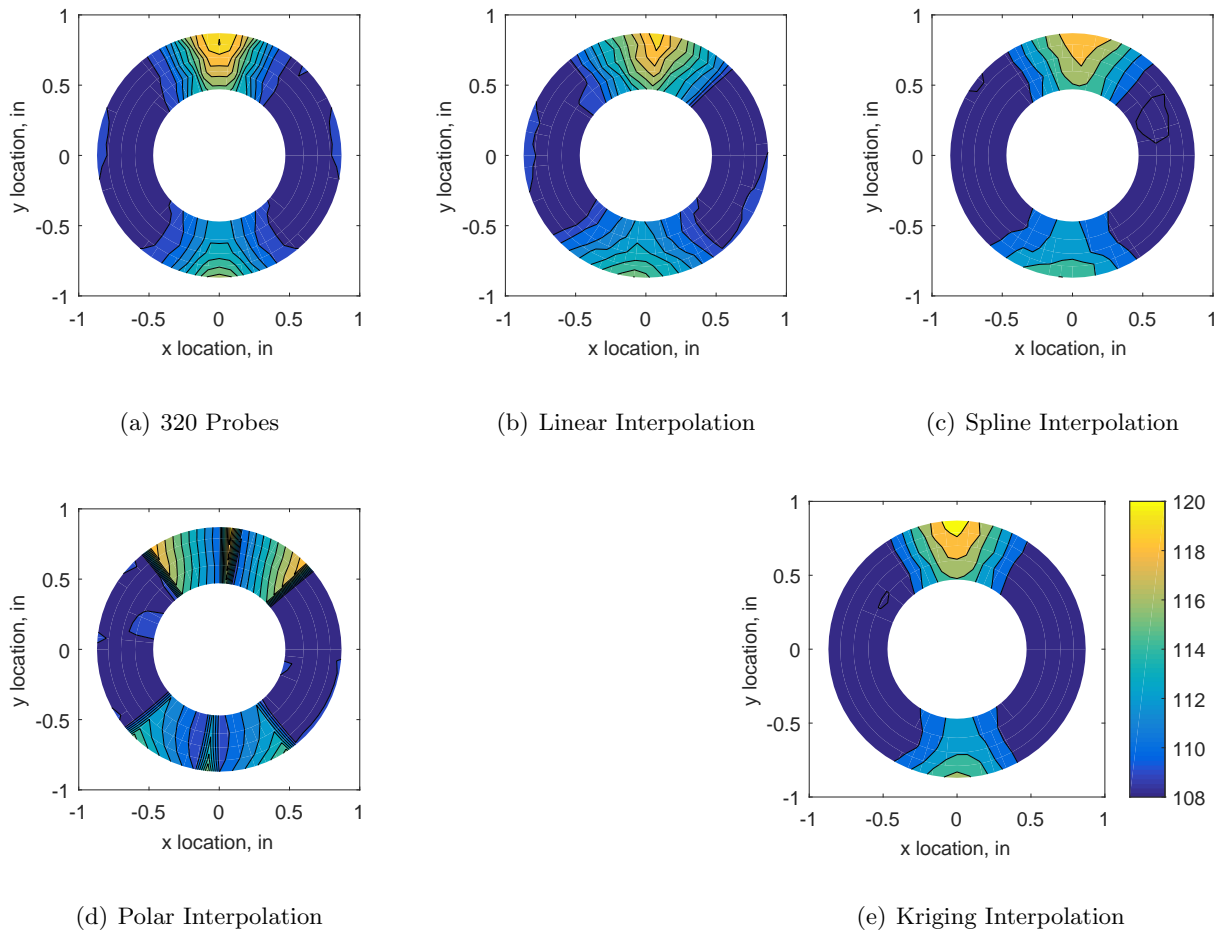 1
0.5
0
-0.5
-1
y location, in
-1 -0.5 0 0.5 1
x location, in
(a) 320 Probes
1
0.5
0
-0.5
-1
y location, in
-1 -0.5 0 0.5 1
x location, in
(b) Linear Interpolation
1
0.5
0
-0.5
-1
y location, in
-1 -0.5 0 0.5 1
x location, in
(c) Spline Interpolation
1
0.5
0
-0.5
-1
y location, in
-1 -0.5 0 0.5 1
x location, in
(d) Polar Interpolation
1
0.5
0
-0.5
-1
y location, in
-1 -0.5 0 0.5 1
x location, in
120
118
116
114
112
110
108
(e) Kriging Interpolation